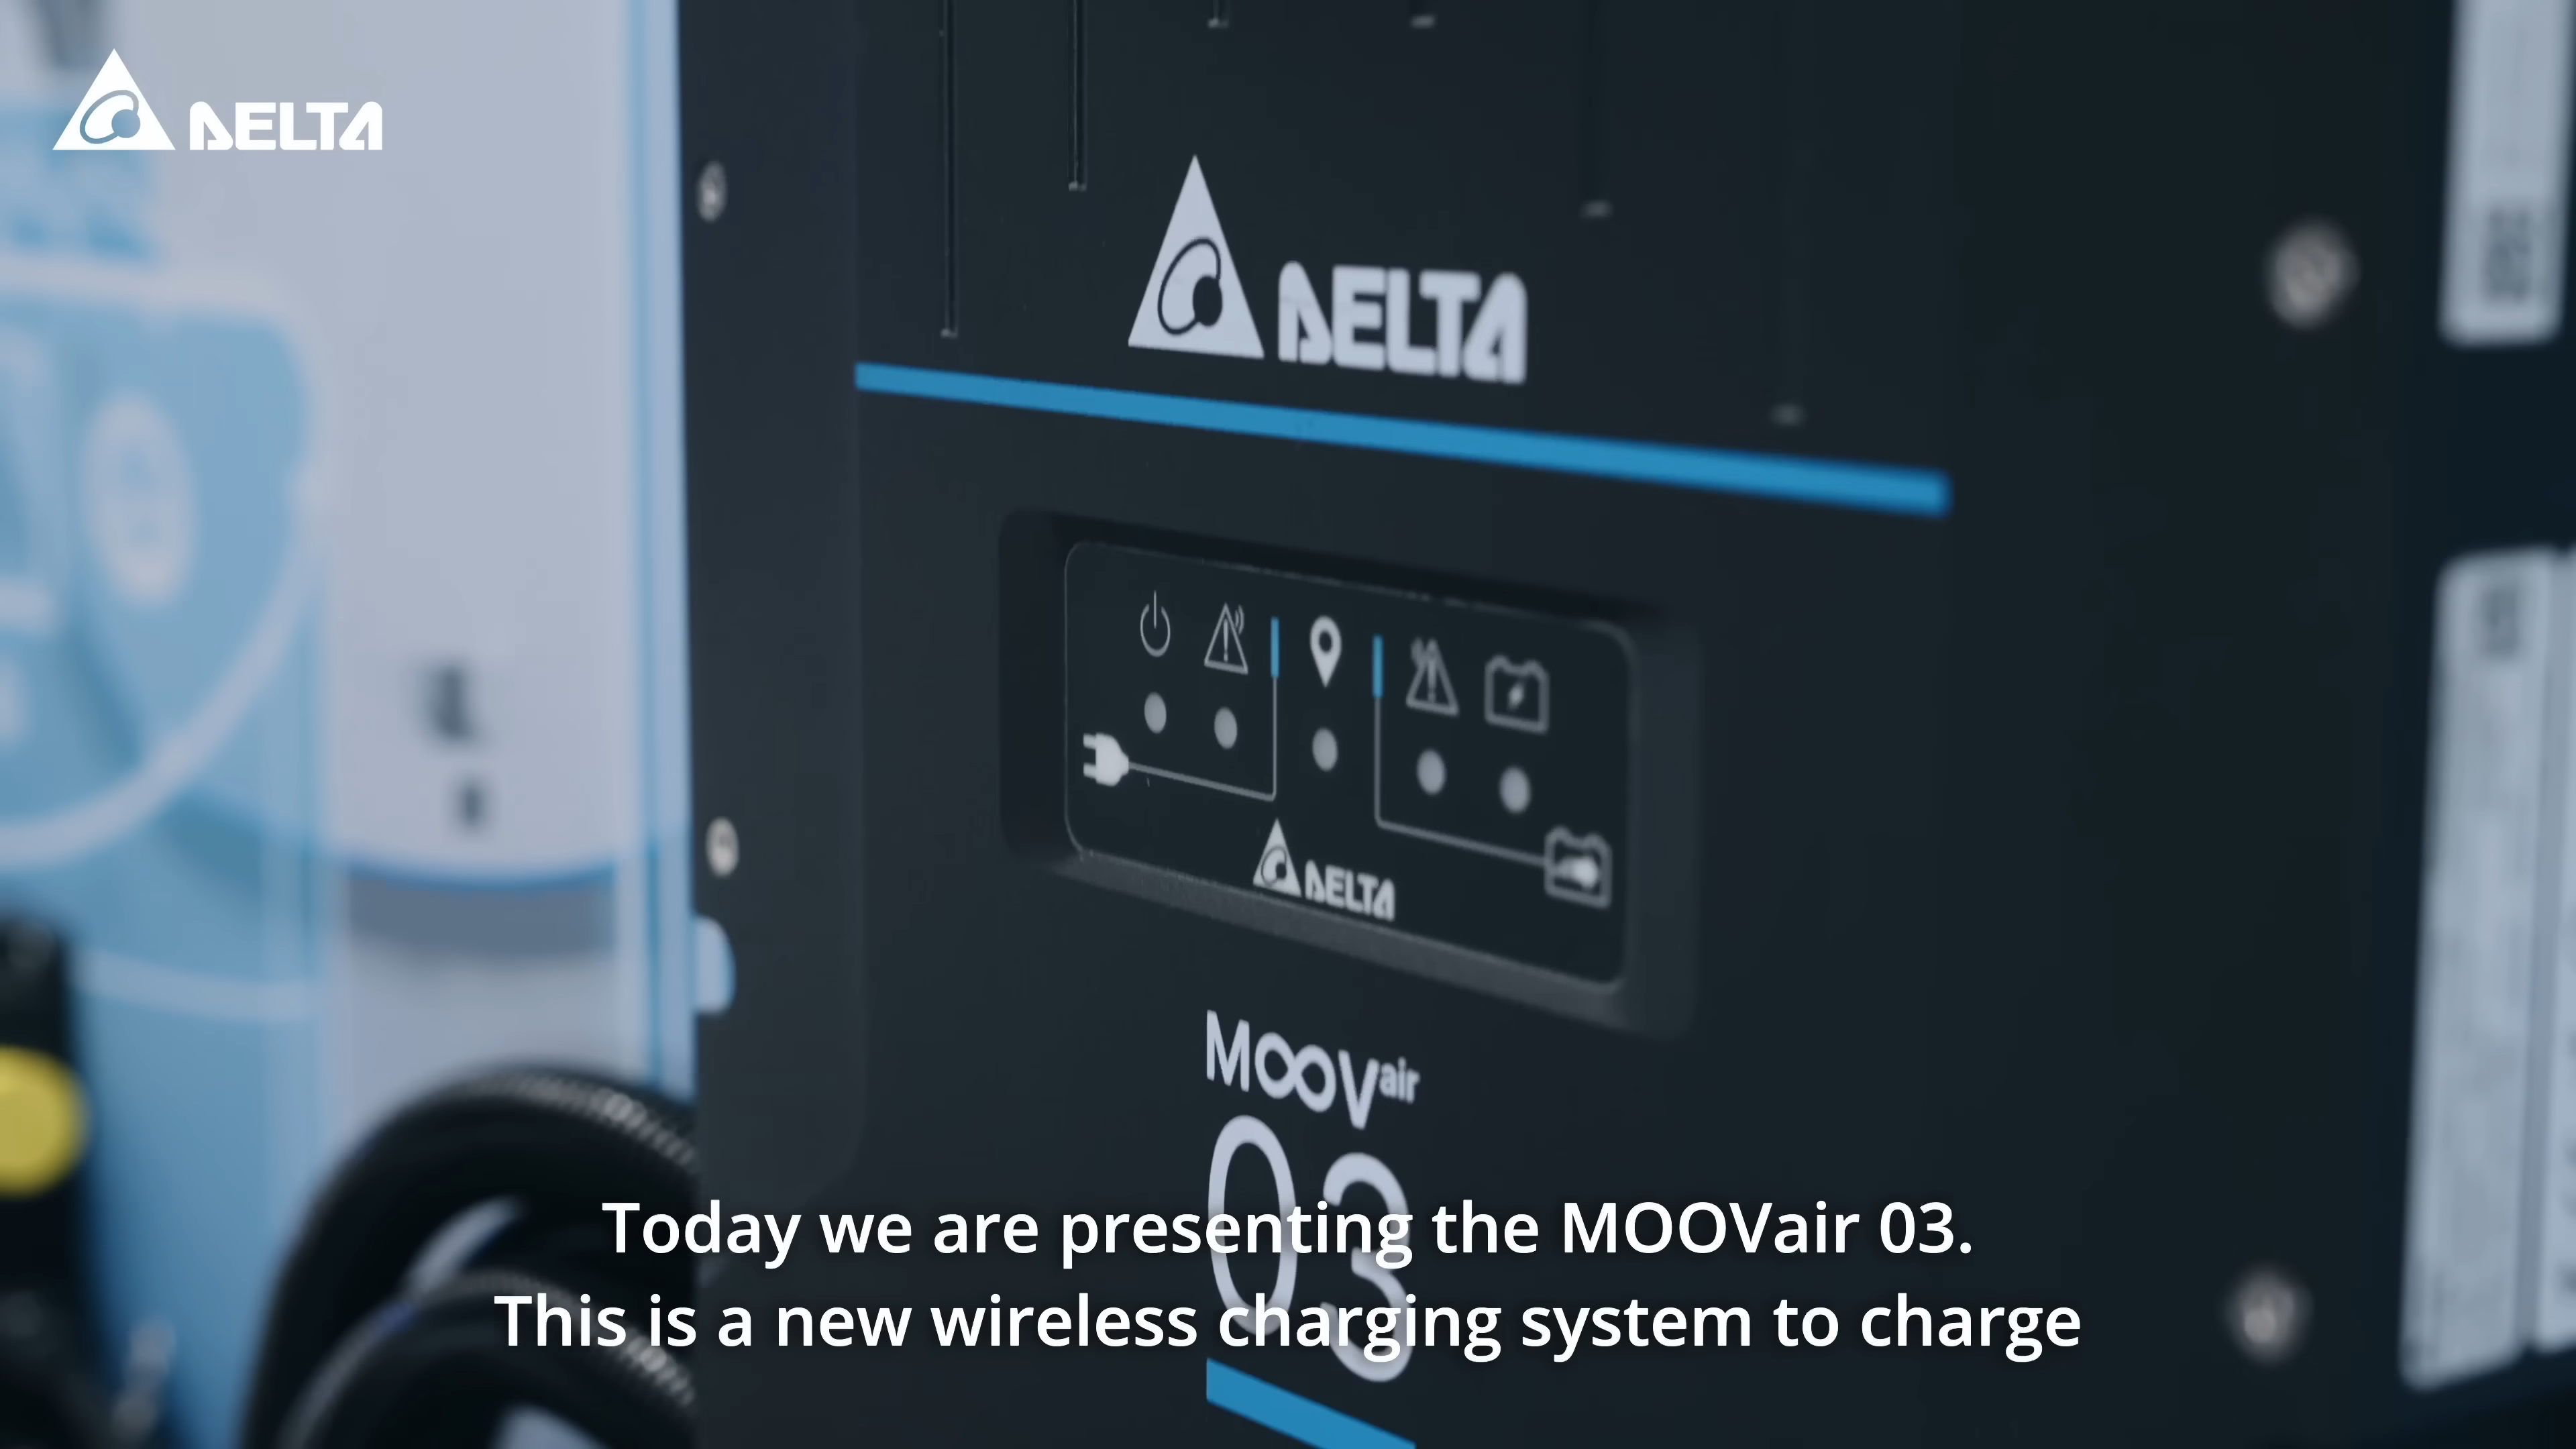 DELTA
DELTA
DELTA
MOOVair
03
Today we are presenting the MOOVair 03.
This is a new wireless charging system to charge